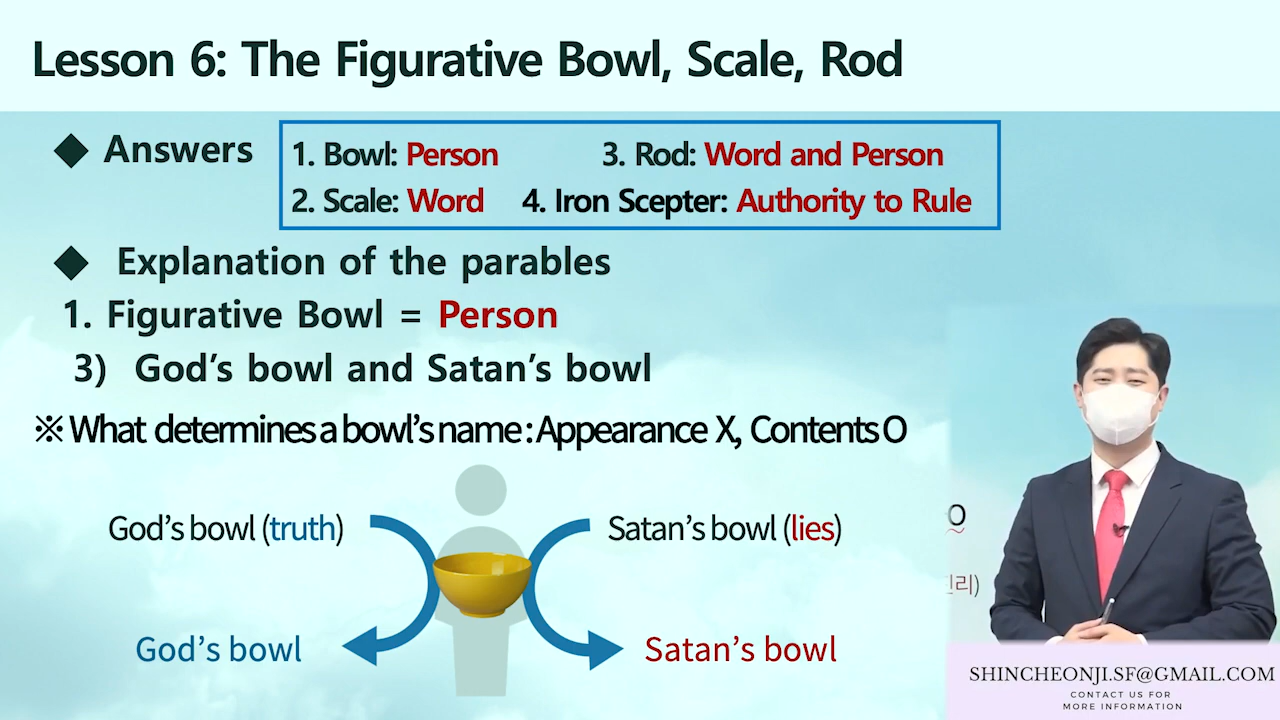 Lesson 6: The Figurative Bowl, Scale, Rod
◆ Answers
1. Bowl: Person 3. Rod: Word and Person
2. Scale: Word 4. Iron Scepter: Authority to Rule
◆ Explanation of the parables
1. Figurative Bowl = Person
3) God's bowl and Satan's bowl
※ What determines a bowl's name : Appearance X, Contents O
God's bowl (truth) Satan's bowl (lies)
God's bowl Satan's bowl
O
리)
SHINCHEONJI.SF@GMAIL.COM
CONTACT US FOR
MORE INFORMATION